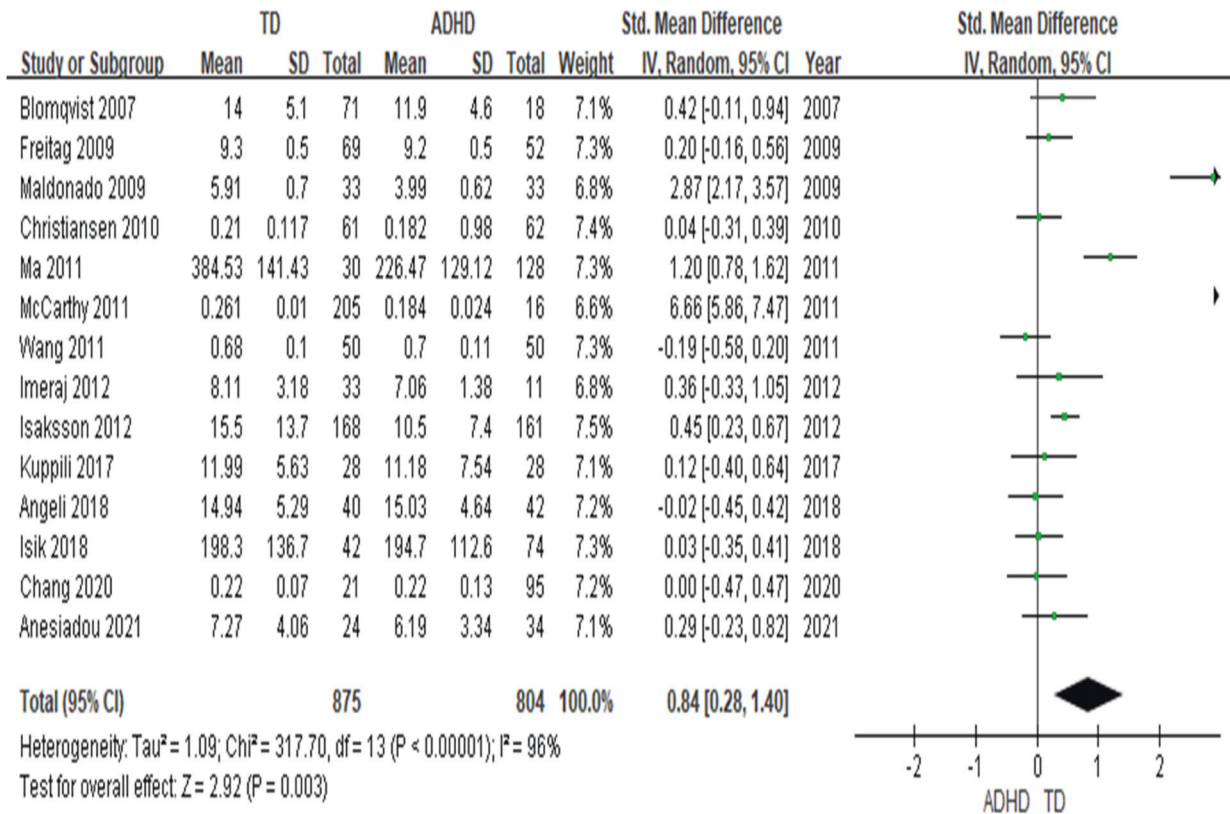 TD ADHD Std. Mean Difference Std. Mean Difference
Study or Subgroup Mean SD Total Mean SD Total Weight IV, Random, 95% CI Year IV, Random, 95% CI
Blomqvist 2007 14 5.1 71 11.9 4.6 18 7.1% 0.42 [-0.11, 0.94] 2007
Freitag 2009 9.3 0.5 69 9.2 0.5 52 7.3% 0.20 [-0.16, 0.56] 2009
Maldonado 2009 5.91 0.7 33 3.99 0.62 33 6.8% 2.87 [2.17, 3.57] 2009
Christiansen 2010 0.21 0.117 61 0.182 0.98 62 7.4% 0.04 [-0.31, 0.39] 2010
Ma 2011 384.53 141.43 30 226.47 129.12 128 7.3% 1.20 [0.78, 1.62] 2011
McCarthy 2011 0.261 0.01 205 0.184 0.024 16 6.6% 6.66 [5.86, 7.47] 2011
Wang 2011 0.68 0.1 50 0.7 0.11 50 7.3% -0.19 [-0.58, 0.20] 2011
Imeraj 2012 8.11 3.18 33 7.06 1.38 11 6.8% 0.36 [-0.33, 1.05] 2012
Isaksson 2012 15.5 13.7 168 10.5 7.4 161 7.5% 0.45 [0.23, 0.67] 2012
Kuppili 2017 11.99 5.63 28 11.18 7.54 28 7.1% 0.12 [-0.40, 0.64] 2017
Angeli 2018 14.94 5.29 40 15.03 4.64 42 7.2% -0.02 [-0.45, 0.42] 2018
Isik 2018 198.3 136.7 42 194.7 112.6 74 7.3% 0.03 [-0.35, 0.41] 2018
Chang 2020 0.22 0.07 21 0.22 0.13 95 7.2% 0.00 [-0.47, 0.47] 2020
Anesiadou 2021 7.27 4.06 24 6.19 3.34 34 7.1% 0.29 [-0.23, 0.82] 2021
Total (95% CI) 875 804 100.0% 0.84 [0.28, 1.40]
Heterogeneity: Tau² = 1.09; Chi² = 317.70, df = 13 (P < 0.00001); I² = 96%
Test for overall effect: Z = 2.92 (P = 0.003)
-2 -1 0 1 2
ADHD TD